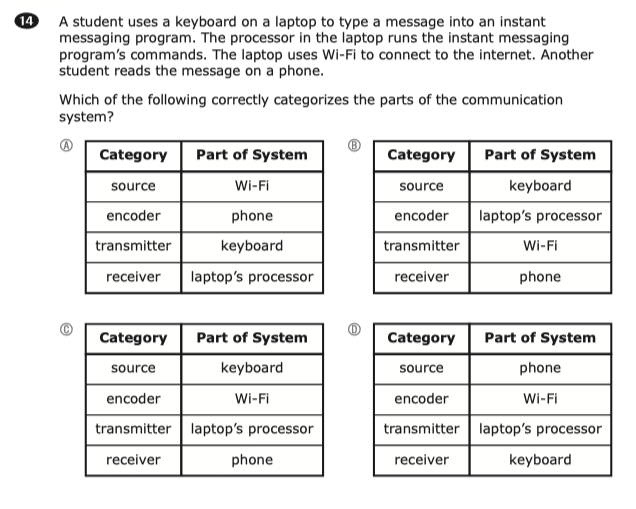 14 A student uses a keyboard on a laptop to type a message into an instant
messaging program. The processor in the laptop runs the instant messaging
program's commands. The laptop uses Wi-Fi to connect to the internet. Another
student reads the message on a phone.
Which of the following correctly categorizes the parts of the communication
system?
A
Category Part of System
source Wi-Fi
encoder phone
transmitter keyboard
receiver laptop's processor
B
Category Part of System
source keyboard
encoder laptop's processor
transmitter Wi-Fi
receiver phone
C
Category Part of System
source keyboard
encoder Wi-Fi
transmitter laptop's processor
receiver phone
D
Category Part of System
source phone
encoder Wi-Fi
transmitter laptop's processor
receiver keyboard